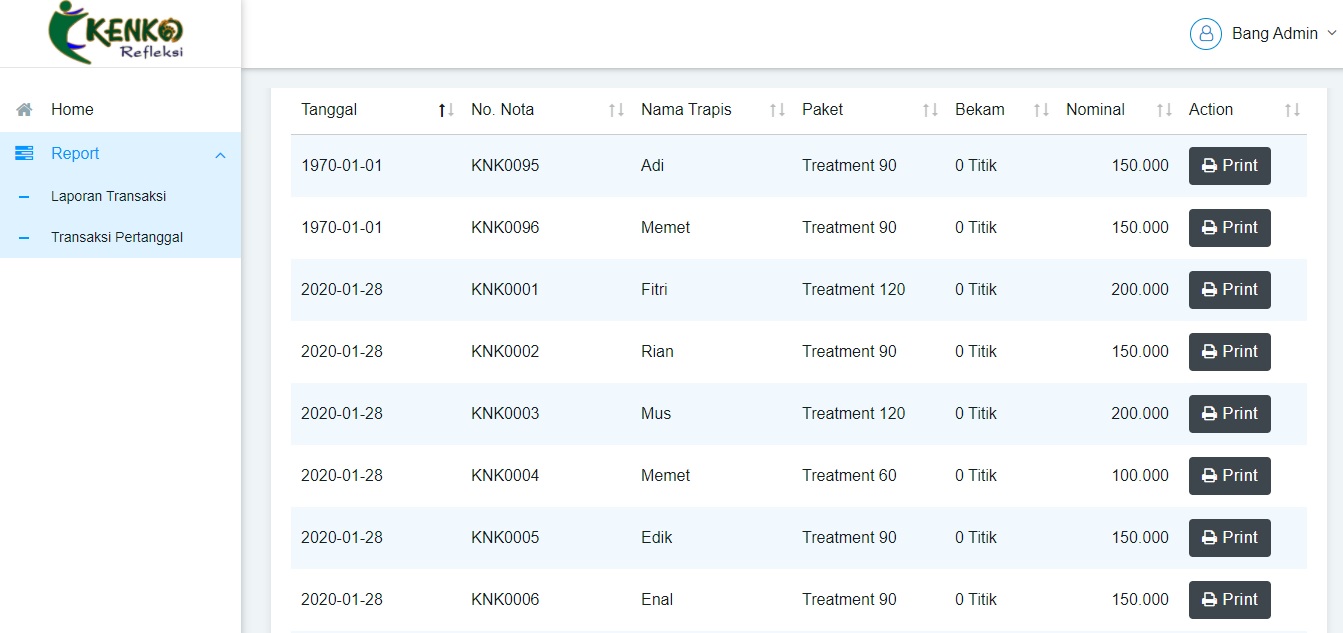 KENKO
Refleksi
Bang Admin
Home
Report
Laporan Transaksi
Transaksi Pertanggal
Tanggal No. Nota Nama Trapis Paket Bekam Nominal Action
1970-01-01 KNK0095 Adi Treatment 90 0 Titik 150.000 Print
1970-01-01 KNK0096 Memet Treatment 90 0 Titik 150.000 Print
2020-01-28 KNK0001 Fitri Treatment 120 0 Titik 200.000 Print
2020-01-28 KNK0002 Rian Treatment 90 0 Titik 150.000 Print
2020-01-28 KNK0003 Mus Treatment 120 0 Titik 200.000 Print
2020-01-28 KNK0004 Memet Treatment 60 0 Titik 100.000 Print
2020-01-28 KNK0005 Edik Treatment 90 0 Titik 150.000 Print
2020-01-28 KNK0006 Enal Treatment 90 0 Titik 150.000 Print